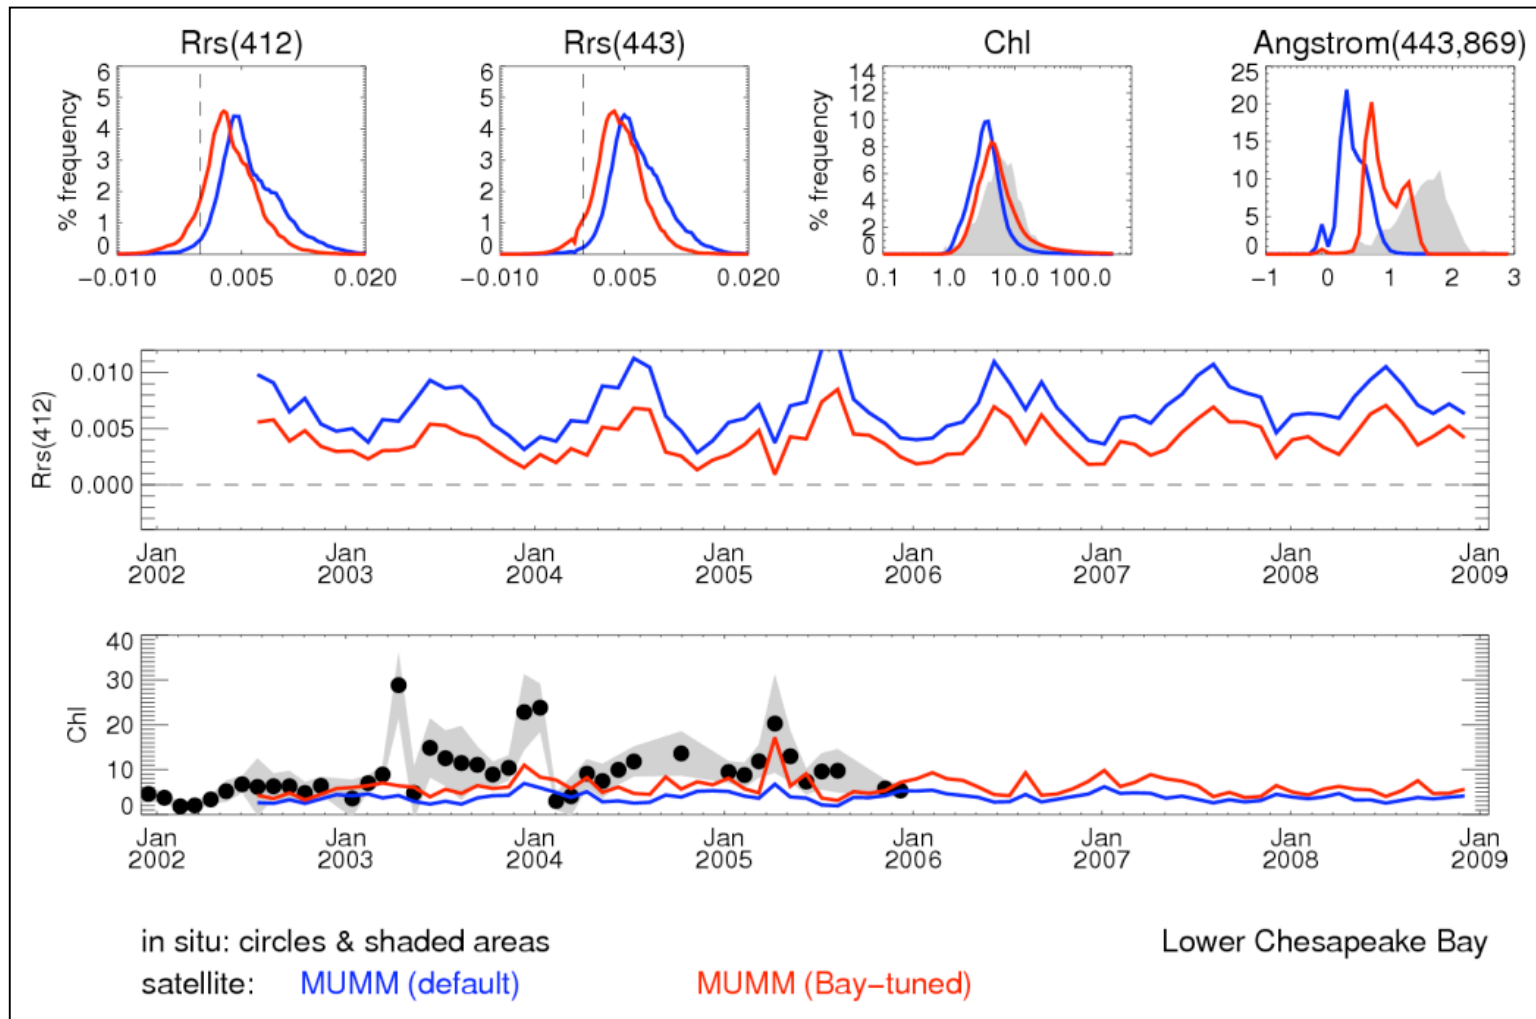 Rrs(412) Rrs(443) Chl Angstrom(443,869)
% frequency
6
5
4
3
2
1
0
−0.010 0.005 0.020
6
5
4
3
2
1
0
−0.010 0.005 0.020
% frequency
14
12
10
8
6
4
2
0
0.1 1.0 10.0 100.0
25
20
15
10
5
0
−1 0 1 2 3
Rrs(412)
0.010
0.005
0.000
Jan Jan Jan Jan Jan Jan Jan Jan
2002 2003 2004 2005 2006 2007 2008 2009
Chl
40
30
20
10
0
Jan Jan Jan Jan Jan Jan Jan Jan
2002 2003 2004 2005 2006 2007 2008 2009
in situ: circles & shaded areas Lower Chesapeake Bay
satellite: MUMM (default) MUMM (Bay−tuned)